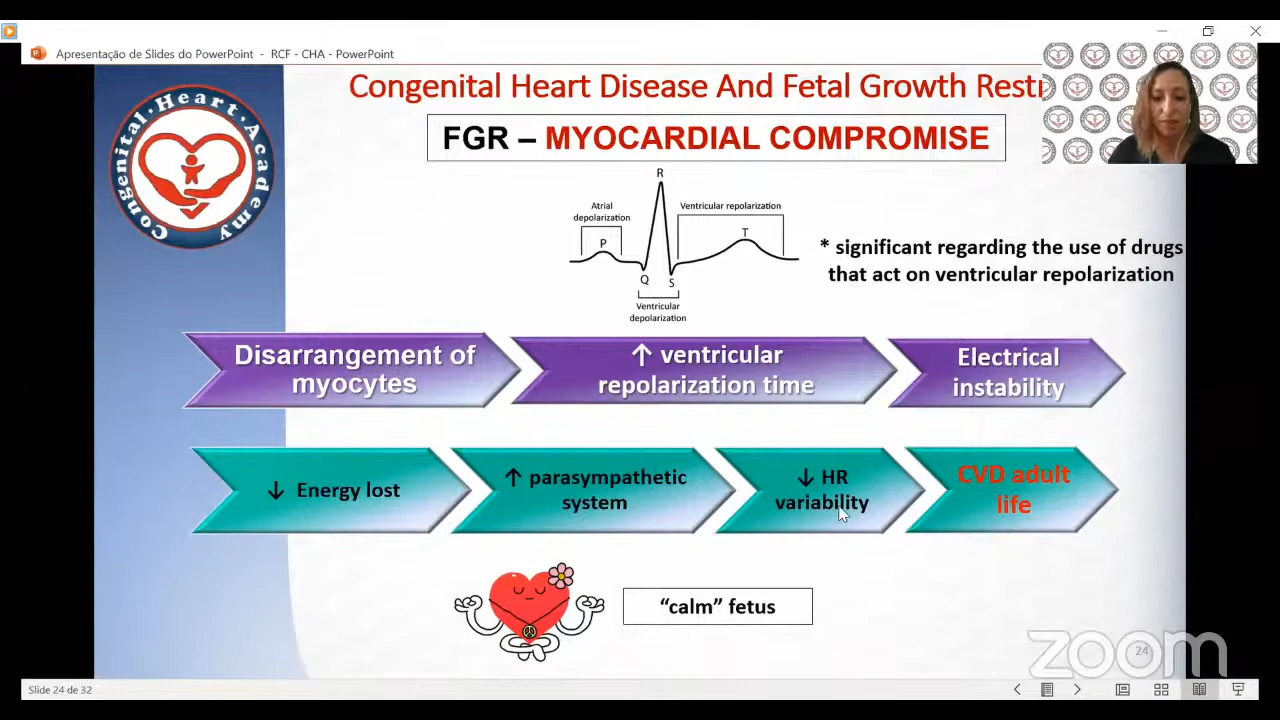 Apresentação de Slides do PowerPoint - RCF - CHA - PowerPoint
Congenital Heart Disease And Fetal Growth Restri
Congenital Heart Academy
FGR – MYOCARDIAL COMPROMISE
R
Atrial
depolarization
Ventricular repolarization
P
T
Q
S
Ventricular
depolarization
* significant regarding the use of drugs
that act on ventricular repolarization
Disarrangement of
myocytes
↑ ventricular
repolarization time
Electrical
instability
↓ Energy lost
↑ parasympathetic
system
↓ HR
variability
CVD adult
life
"calm" fetus
zoom
24
Slide 24 de 32